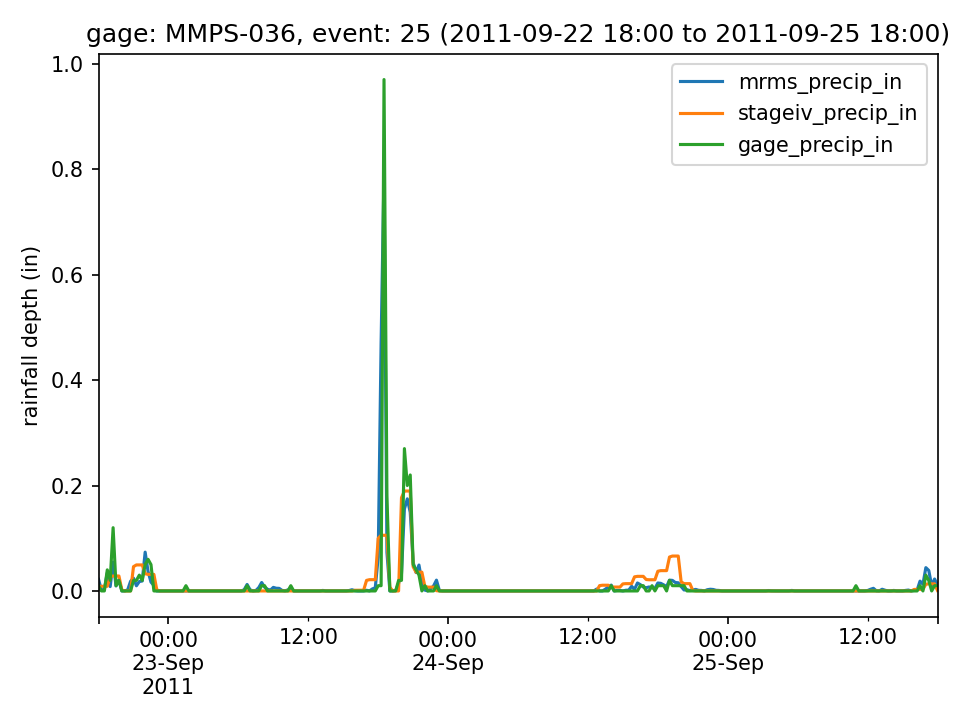 gage: MMPS-036, event: 25 (2011-09-22 18:00 to 2011-09-25 18:00)
mrms_precip_in
stageiv_precip_in
gage_precip_in
rainfall depth (in)
1.0
0.8
0.6
0.4
0.2
0.0
00:00 12:00 00:00 12:00 00:00 12:00
23-Sep 24-Sep 25-Sep
2011